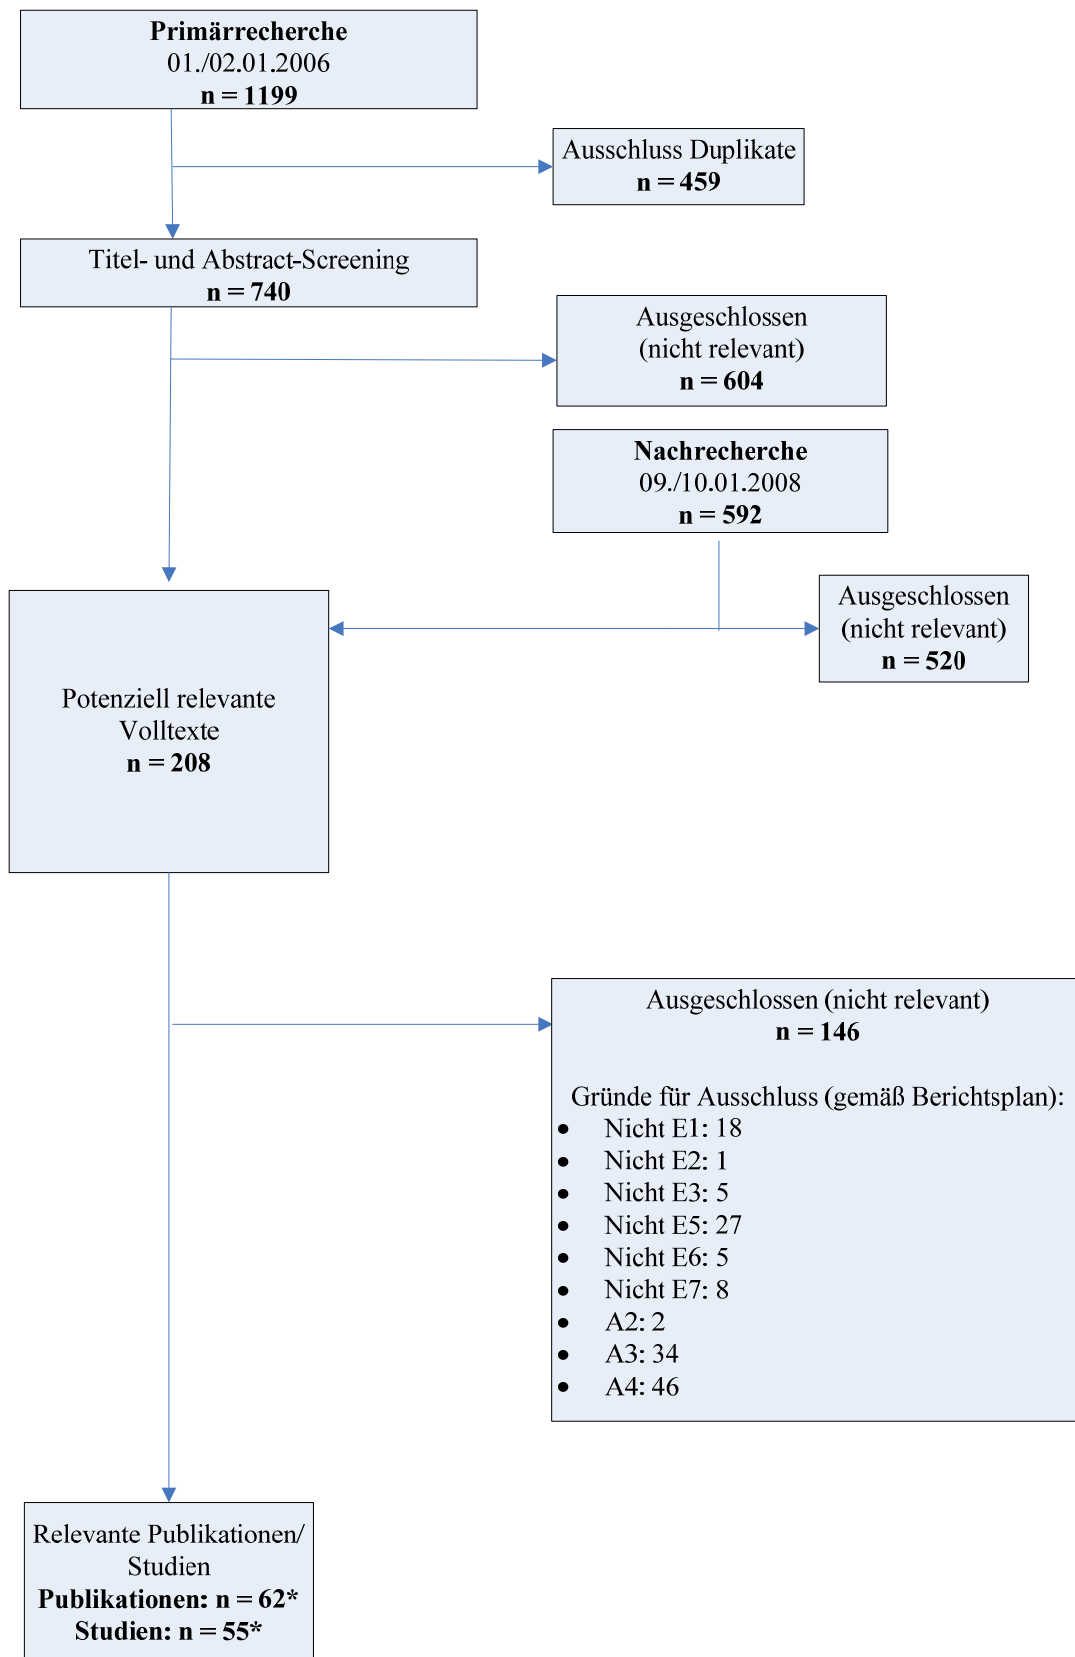 Primärrecherche
01./02.01.2006
n = 1199
Ausschluss Duplikate
n = 459
Titel- und Abstract-Screening
n = 740
Ausgeschlossen
(nicht relevant)
n = 604
Nachrecherche
09./10.01.2008
n = 592
Ausgeschlossen
(nicht relevant)
n = 520
Potenziell relevante
Volltexte
n = 208
Ausgeschlossen (nicht relevant)
n = 146
Gründe für Ausschluss (gemäß Berichtsplan):
• Nicht E1: 18
• Nicht E2: 1
• Nicht E3: 5
• Nicht E5: 27
• Nicht E6: 5
• Nicht E7: 8
• A2: 2
• A3: 34
• A4: 46
Relevante Publikationen/
Studien
Publikationen: n = 62*
Studien: n = 55*